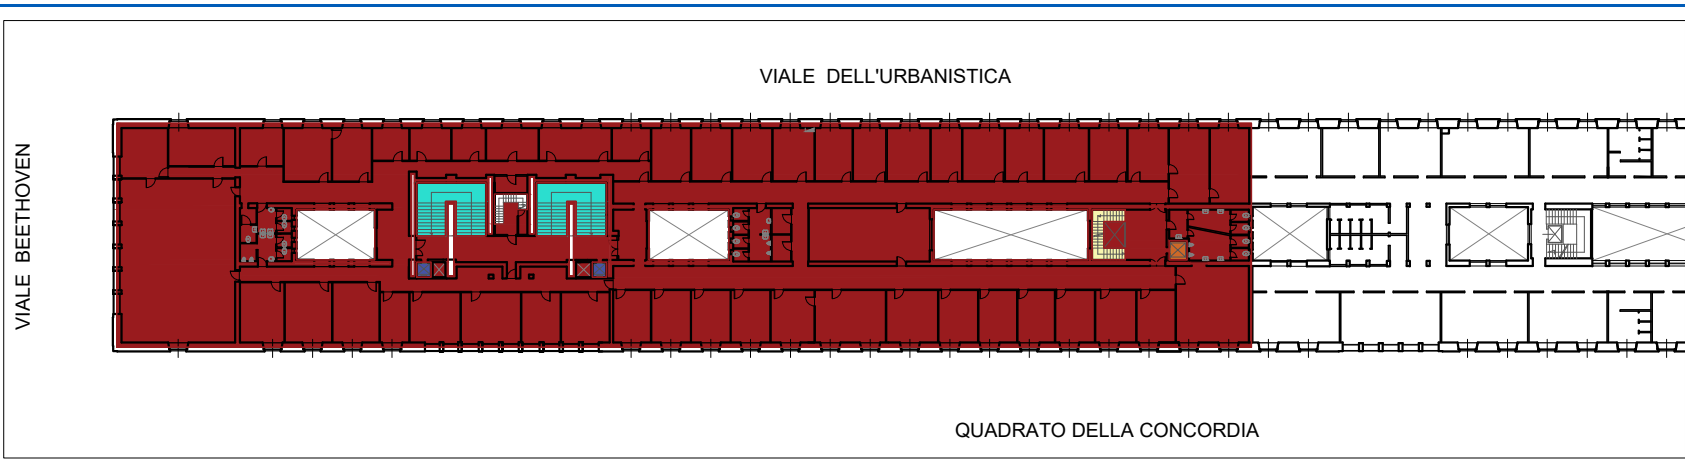 VIALE DELL'URBANISTICA
VIALE BEETHOVEN
QUADRATO DELLA CONCORDIA